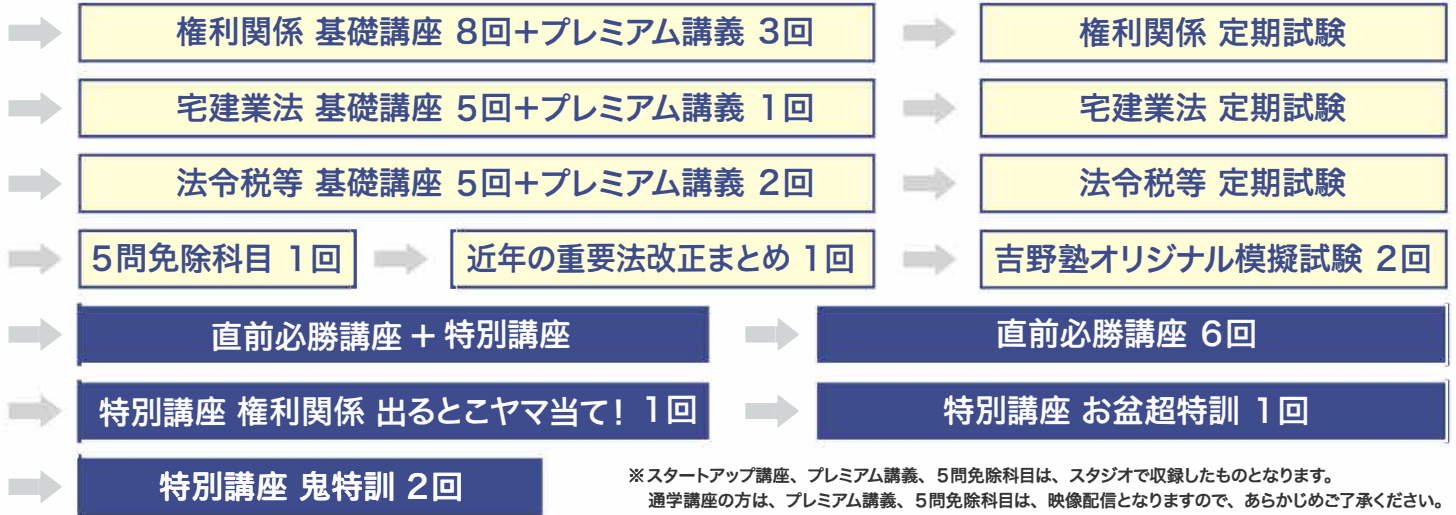 権利関係 基礎講座 8回+プレミアム講義 3回
権利関係 定期試験
宅建業法 基礎講座 5回+プレミアム講義 1回
宅建業法 定期試験
法令税等 基礎講座 5回+プレミアム講義 2回
法令税等 定期試験
5問免除科目 1回
近年の重要法改正まとめ 1回
吉野塾オリジナル模擬試験 2回
直前必勝講座 + 特別講座
直前必勝講座 6回
特別講座 権利関係 出るとこヤマ当て! 1回
特別講座 お盆超特訓 1回
特別講座 鬼特訓 2回
※スタートアップ講座、プレミアム講義、5問免除科目は、スタジオで収録したものとなります。
通学講座の方は、プレミアム講義、5問免除科目は、映像配信となりますので、あらかじめご了承ください。